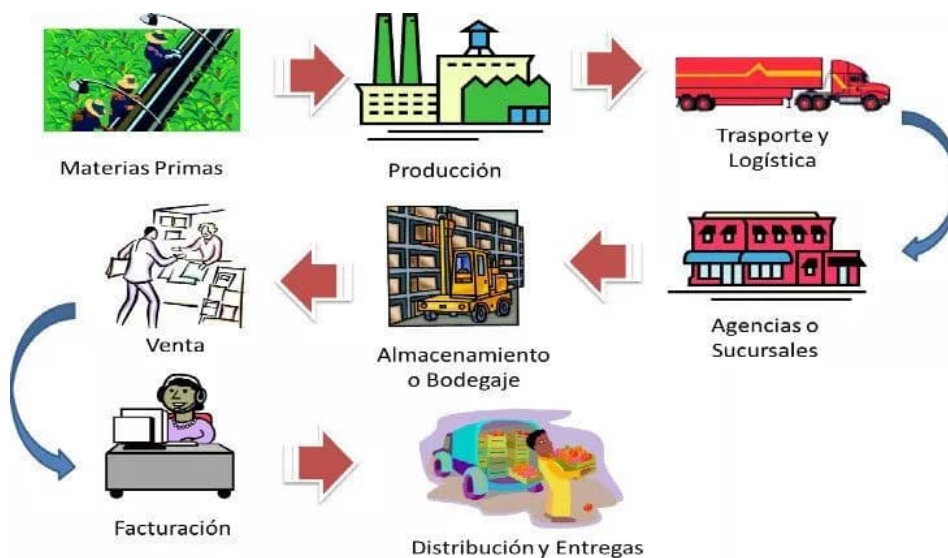 Materias Primas
Producción
Trasporte y
Logística
Agencias o
Sucursales
Almacenamiento
o Bodegaje
Venta
Facturación
Distribución y Entregas